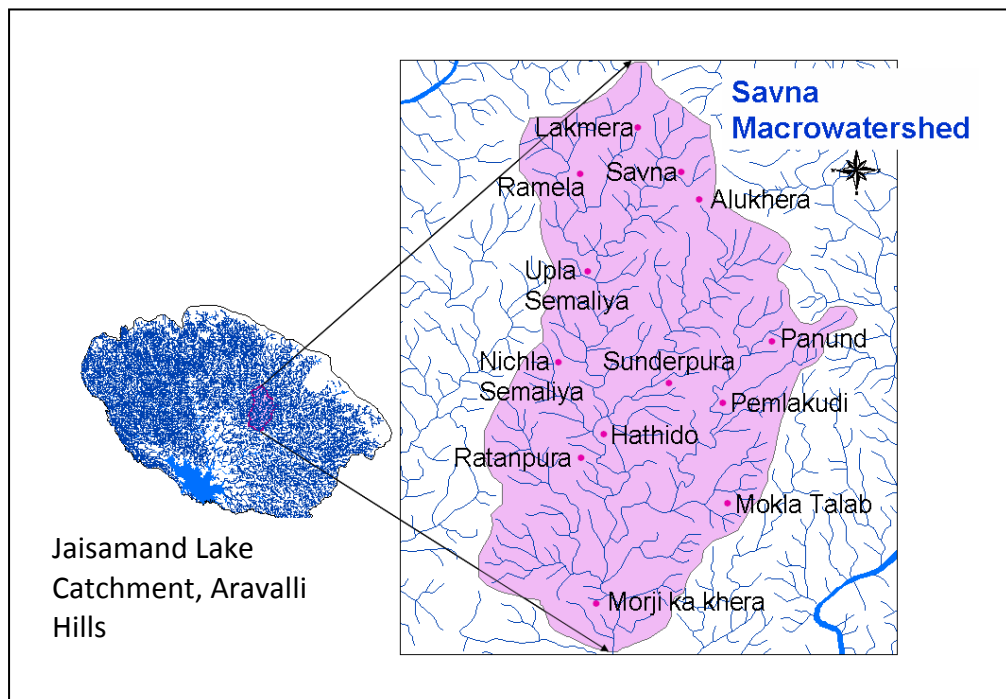 Savna
Macrowatershed
Lakmera
Ramela
Savna
Alukhera
Upla
Semaliya
Panund
Nichla
Semaliya
Sunderpura
Pemlakudi
Hathido
Ratanpura
Mokla Talab
Morji ka khera
Jaisamand Lake
Catchment, Aravalli
Hills